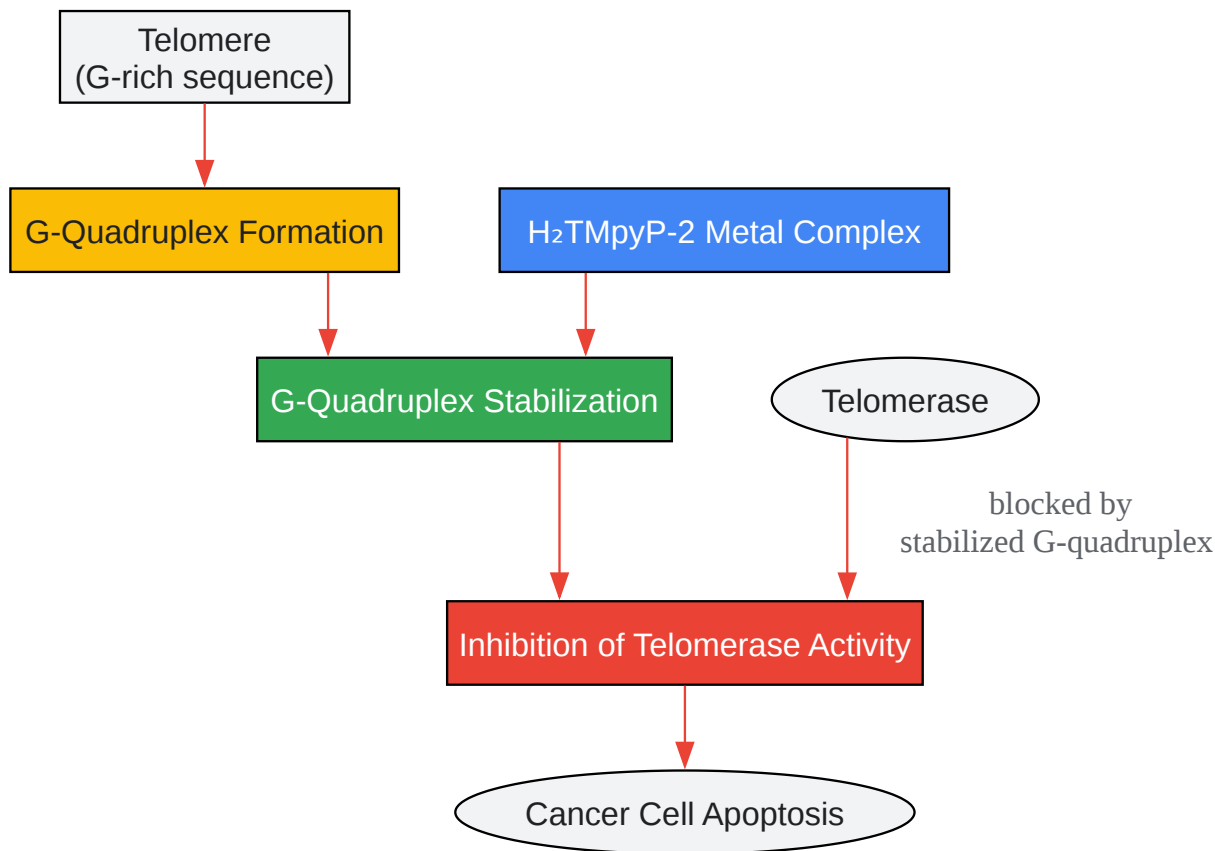 Telomere
(G-rich sequence)
G-Quadruplex Formation
H₂TMpyP-2 Metal Complex
G-Quadruplex Stabilization
Telomerase
blocked by
stabilized G-quadruplex
Inhibition of Telomerase Activity
Cancer Cell Apoptosis